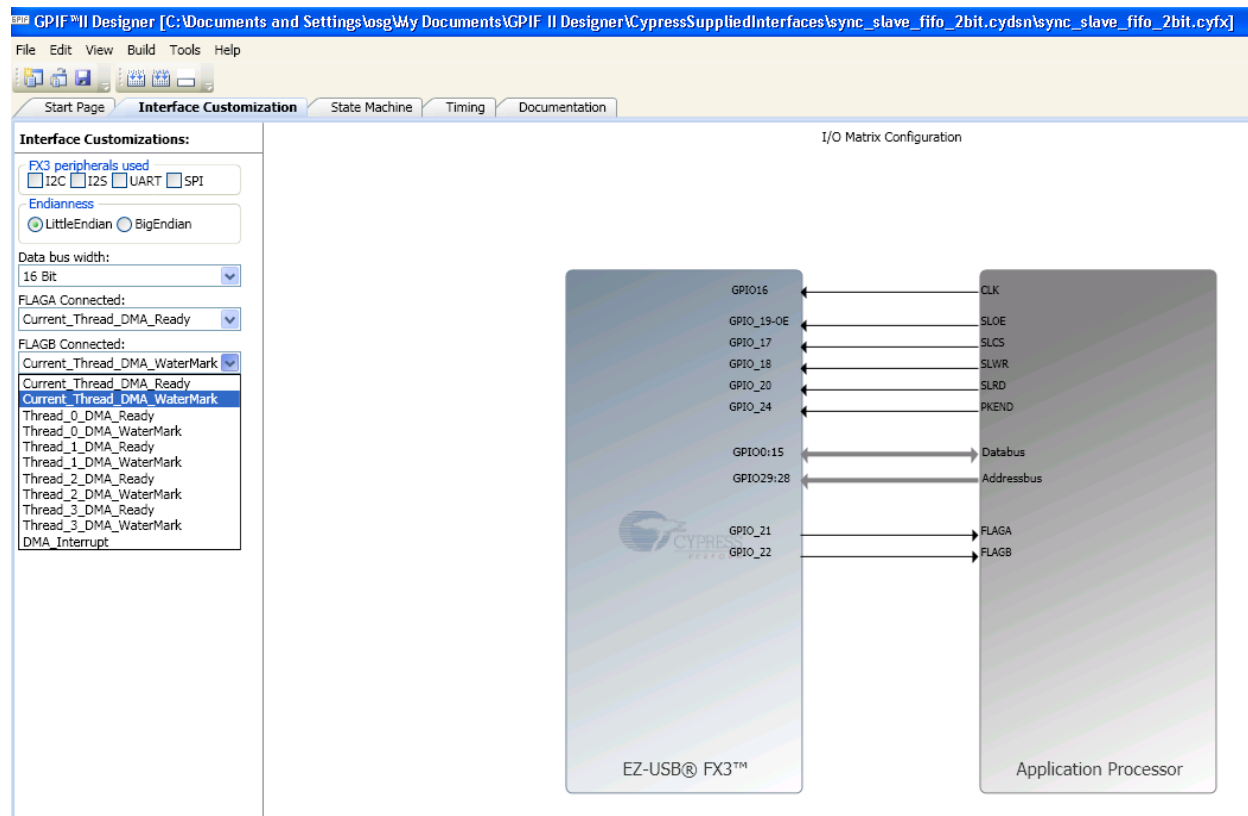 GPIF™II Designer [C:\Documents and Settings\osg\My Documents\GPIF II Designer\CypressSuppliedInterfaces\sync_slave_fifo_2bit.cydsn\sync_slave_fifo_2bit.cyfx]
File Edit View Build Tools Help
Start Page Interface Customization State Machine Timing Documentation
Interface Customizations:
FX3 peripherals used
I2C I2S UART SPI
Endianness
LittleEndian BigEndian
Data bus width:
16 Bit
FLAGA Connected:
Current_Thread_DMA_Ready
FLAGB Connected:
Current_Thread_DMA_WaterMark
Current_Thread_DMA_Ready
Current_Thread_DMA_WaterMark
Thread_0_DMA_Ready
Thread_0_DMA_WaterMark
Thread_1_DMA_Ready
Thread_1_DMA_WaterMark
Thread_2_DMA_Ready
Thread_2_DMA_WaterMark
Thread_3_DMA_Ready
Thread_3_DMA_WaterMark
DMA_Interrupt
I/O Matrix Configuration
GPIO16 CLK
GPIO_19-OE SLOE
GPIO_17 SLCS
GPIO_18 SLWR
GPIO_20 SLRD
GPIO_24 PKEND
GPIO0:15 Databus
GPIO29:28 Addressbus
GPIO_21 FLAGA
CYPRESS
GPIO_22 FLAGB
EZ-USB® FX3™ Application Processor